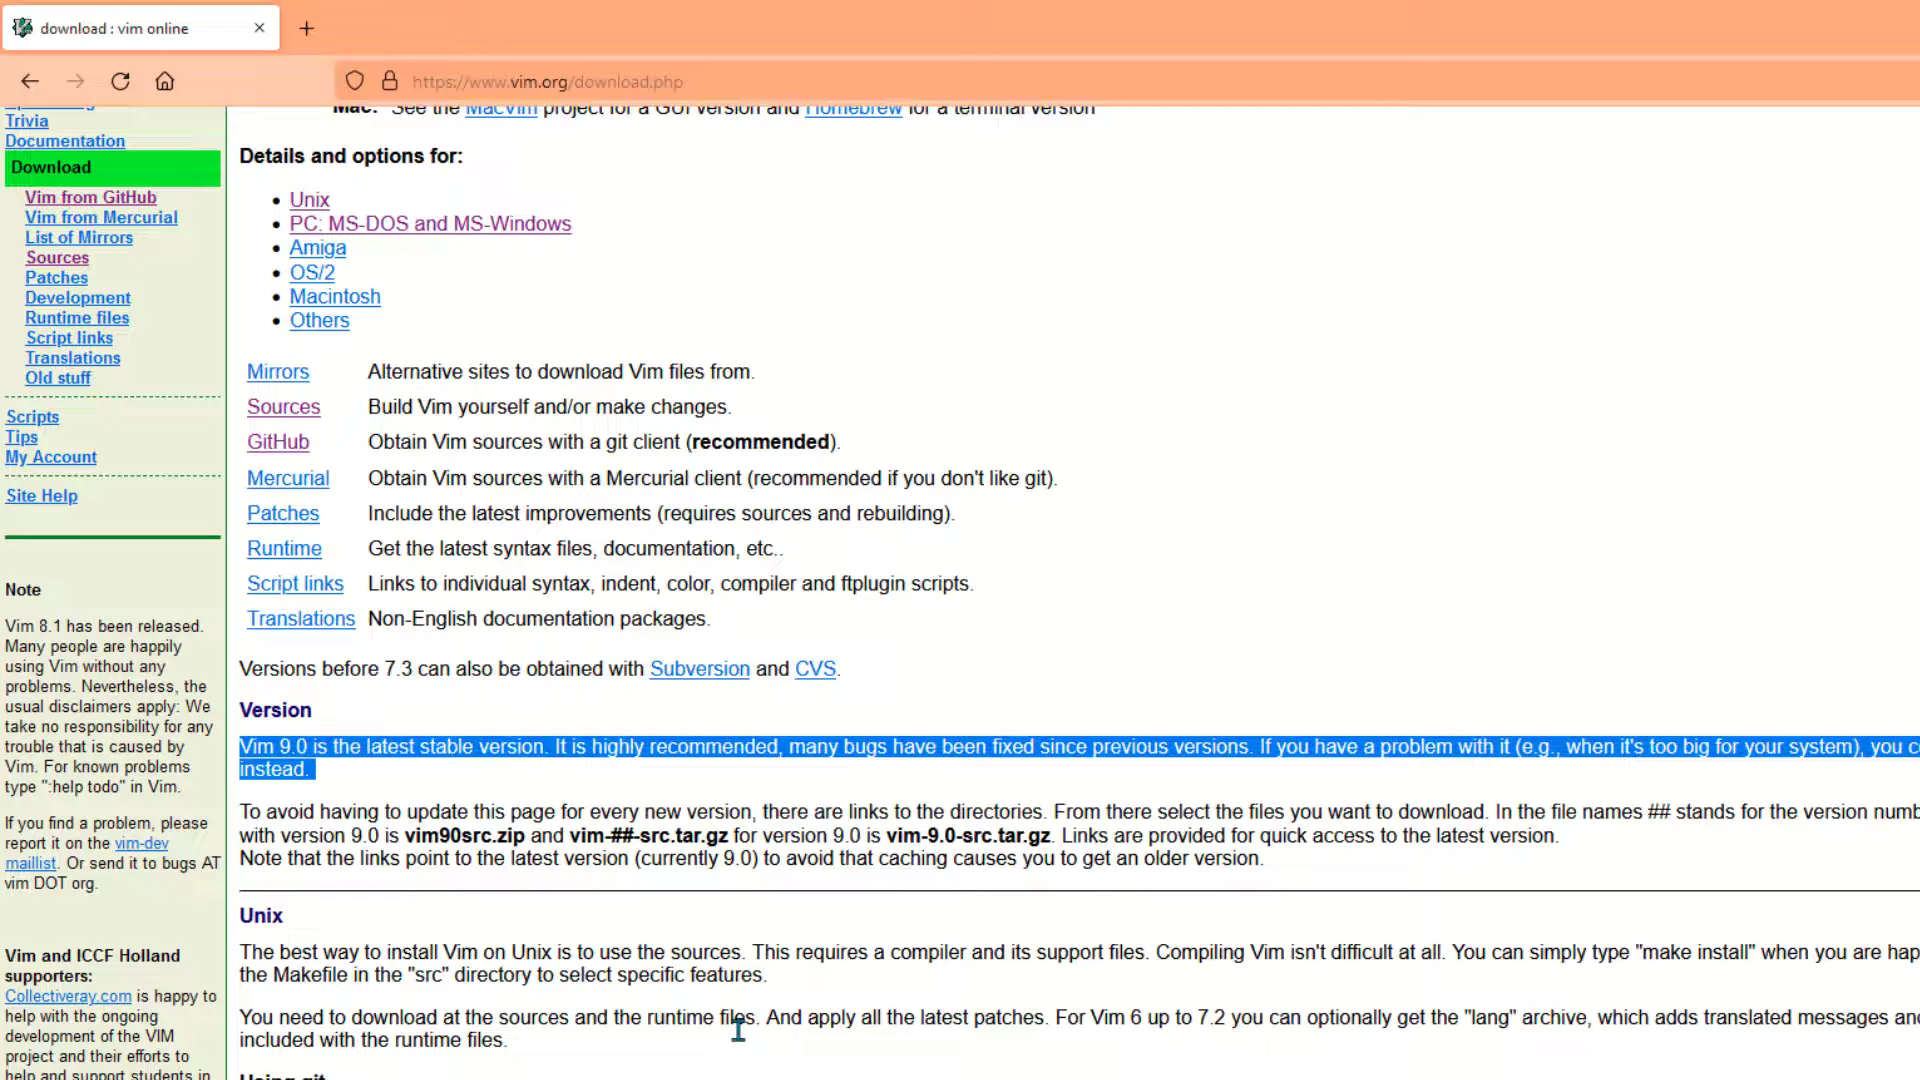 download : vim online
https://www.vim.org/download.php
Trivia
Documentation
Download
Vim from GitHub
Vim from Mercurial
List of Mirrors
Sources
Patches
Development
Runtime files
Script links
Translations
Old stuff
Scripts
Tips
My Account
Site Help
Note
Vim 8.1 has been released.
Many people are happily
using Vim without any
problems. Nevertheless, the
usual disclaimers apply: We
take no responsibility for any
trouble that is caused by
Vim. For known problems
type ":help todo" in Vim.
If you find a problem, please
report it on the vim-dev
maillist. Or send it to bugs AT
vim DOT org.
Vim and ICCF Holland
supporters:
Collectiveray.com is happy to
help with the ongoing
development of the VIM
project and their efforts to
help and support students in
Mac: See the MacVim project for a GUI version and Homebrew for a terminal version
Details and options for:
Unix
PC: MS-DOS and MS-Windows
Amiga
OS/2
Macintosh
Others
Mirrors Alternative sites to download Vim files from.
Sources Build Vim yourself and/or make changes.
GitHub Obtain Vim sources with a git client (recommended).
Mercurial Obtain Vim sources with a Mercurial client (recommended if you don't like git).
Patches Include the latest improvements (requires sources and rebuilding).
Runtime Get the latest syntax files, documentation, etc..
Script links Links to individual syntax, indent, color, compiler and ftplugin scripts.
Translations Non-English documentation packages.
Versions before 7.3 can also be obtained with Subversion and CVS.
Version
Vim 9.0 is the latest stable version. It is highly recommended, many bugs have been fixed since previous versions. If you have a problem with it (e.g., when it's too big for your system), you
instead.
To avoid having to update this page for every new version, there are links to the directories. From there select the files you want to download. In the file names ## stands for the version
with version 9.0 is vim90src.zip and vim-##-src.tar.gz for version 9.0 is vim-9.0-src.tar.gz. Links are provided for quick access to the latest version.
Note that the links point to the latest version (currently 9.0) to avoid that caching causes you to get an older version.
Unix
The best way to install Vim on Unix is to use the sources. This requires a compiler and its support files. Compiling Vim isn't difficult at all. You can simply type "make install" when you are
the Makefile in the "src" directory to select specific features.
You need to download at the sources and the runtime files. And apply all the latest patches. For Vim 6 up to 7.2 you can optionally get the "lang" archive, which adds translated messages
included with the runtime files.
Using git